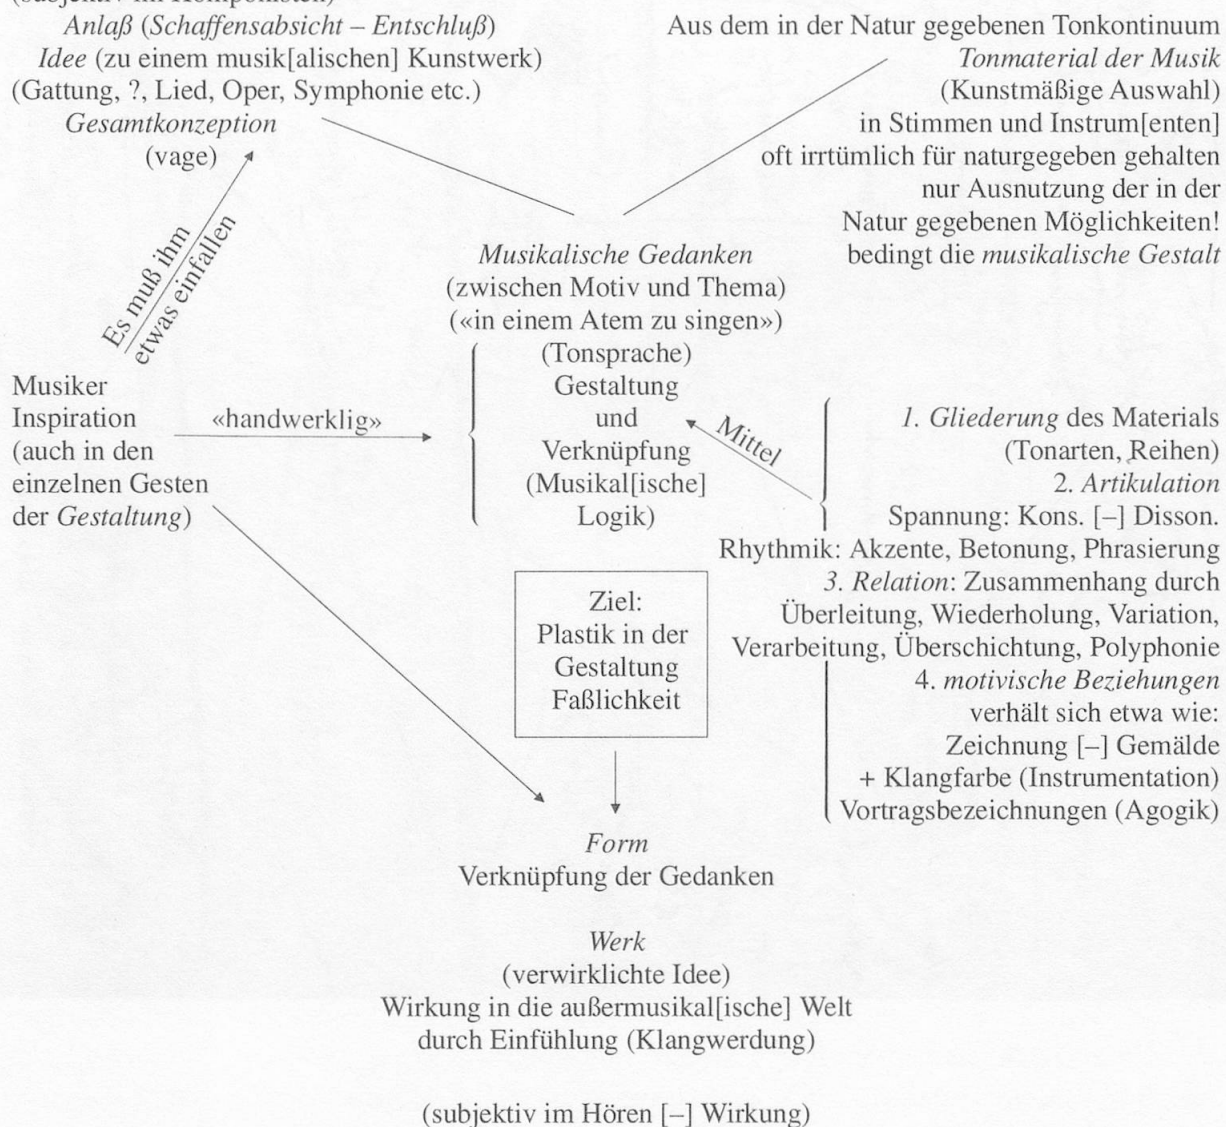 (subjektiv im Komponisten)
Anlaß (Schaffensabsicht – Entschluß)
Idee (zu einem musik[alischen] Kunstwerk)
(Gattung, ?, Lied, Oper, Symphonie etc.)
Gesamtkonzeption
(vage)
Aus dem in der Natur gegebenen Tonkontinuum
Tonmaterial der Musik
(Kunstmäßige Auswahl)
in Stimmen und Instrum[enten]
oft irrtümlich für naturgegeben gehalten
nur Ausnutzung der in der
Natur gegebenen Möglichkeiten!
bedingt die musikalische Gestalt
Es muß ihm
etwas einfallen
Musikalische Gedanken
(zwischen Motiv und Thema)
(«in einem Atem zu singen»)
(Tonsprache)
Gestaltung
und
Verknüpfung
(Musikal[ische]
Logik)
Musiker
Inspiration
(auch in den
einzelnen Gesten
der Gestaltung)
«handwerklig»
Mittel
1. Gliederung des Materials
(Tonarten, Reihen)
2. Artikulation
Spannung: Kons. [–] Disson.
Rhythmik: Akzente, Betonung, Phrasierung
3. Relation: Zusammenhang durch
Überleitung, Wiederholung, Variation,
Verarbeitung, Überschichtung, Polyphonie
4. motivische Beziehungen
verhält sich etwa wie:
Zeichnung [–] Gemälde
+ Klangfarbe (Instrumentation)
Vortragsbezeichnungen (Agogik)
Ziel:
Plastik in der
Gestaltung
Faßlichkeit
Form
Verknüpfung der Gedanken
Werk
(verwirklichte Idee)
Wirkung in die außermusikal[ische] Welt
durch Einfühlung (Klangwerdung)
(subjektiv im Hören [–] Wirkung)